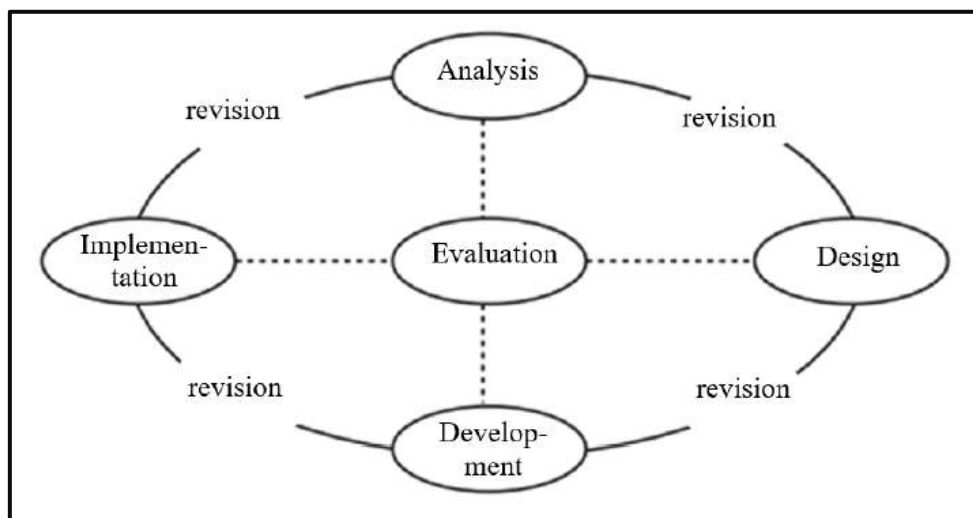 Analysis
revision
revision
Implemen-
tation
Evaluation
Design
revision
revision
Develop-
ment